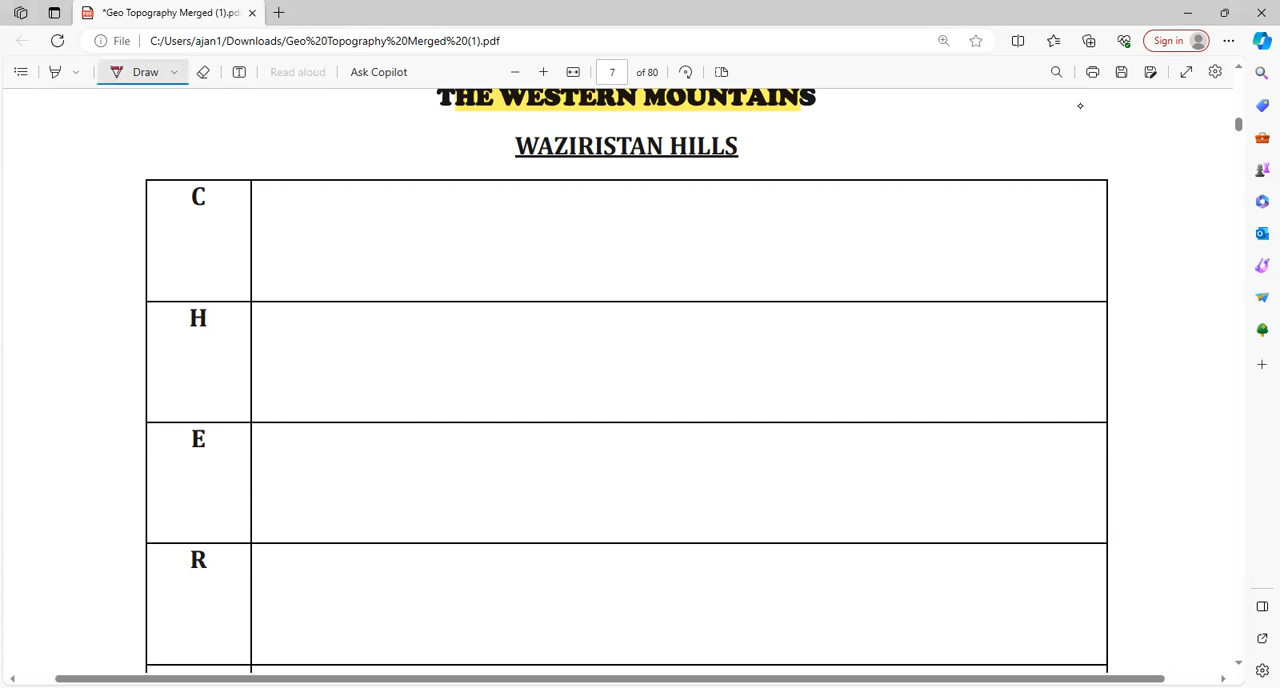 *Geo Topography Merged (1).pdf
File
C:/Users/ajan1/Downloads/Geo%20Topography%20Merged%20(1).pdf
Sign in
Draw
Read aloud
Ask Copilot
7
of 80
THE WESTERN MOUNTAINS
WAZIRISTAN HILLS
C
H
E
R